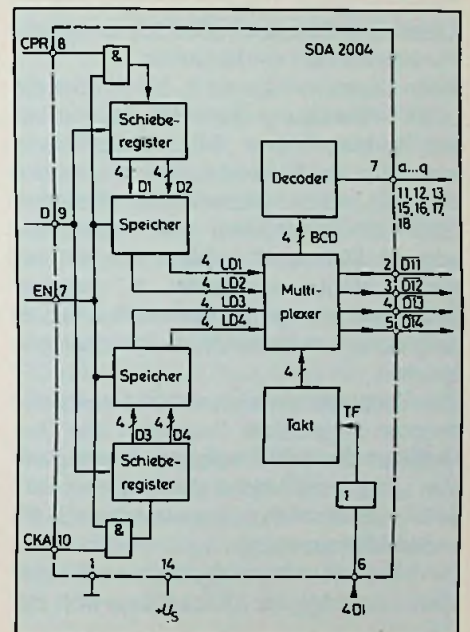 SDA 2004
CPR 8
&
Schiebe-
register
4 D1 4 D2
D 9
Speicher
EN 7
4 LD1
4 LD2
4 LD3
4 LD4
Speicher
4 D3 4 D4
Schiebe-
register
CKA 10
&
Decoder
7 a...g
11, 12, 13,
15, 16, 17,
18
4 BCD
Multi-
plexer
2 DI1
3 DI2
4 DI3
5 DI4
4
Takt
TF
1
1
14
6
+US
4DI